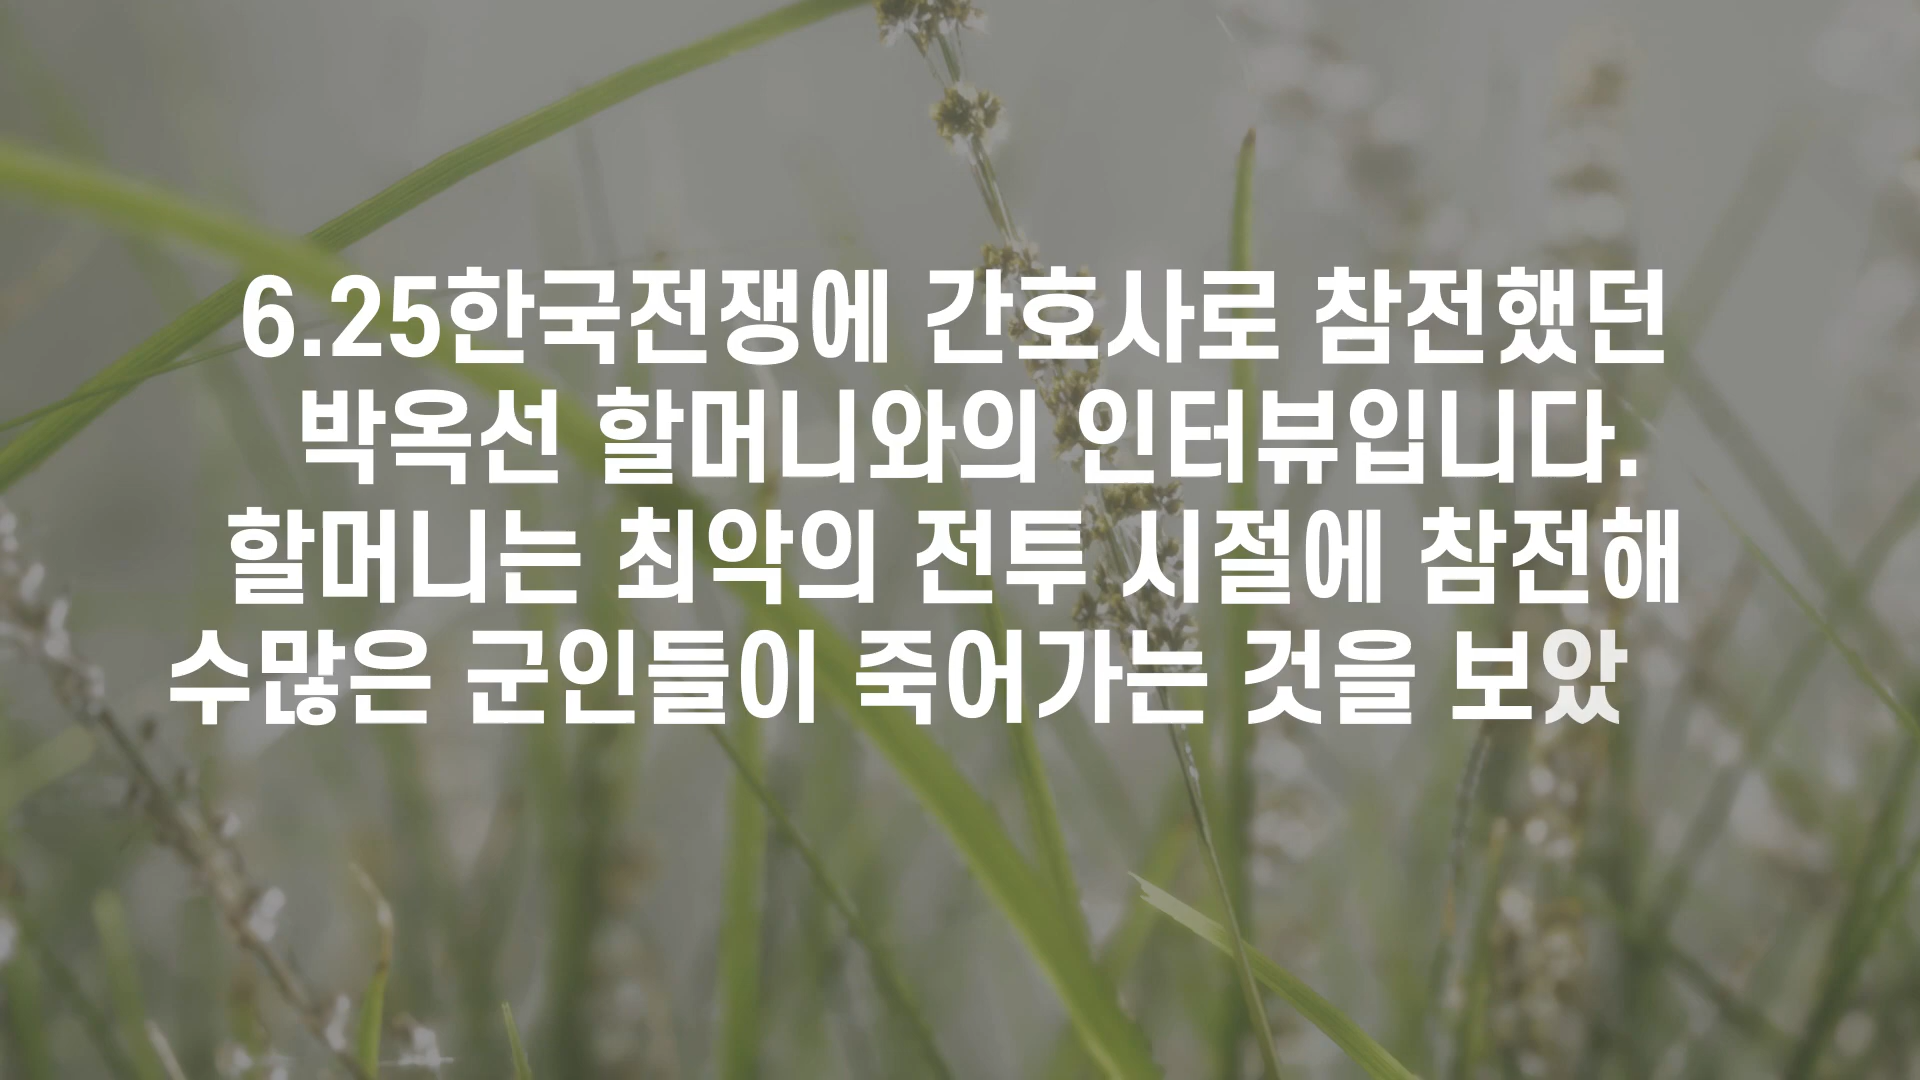 6.25한국전쟁에 간호사로 참전했던
박옥선 할머니와의 인터뷰입니다.
할머니는 최악의 전투 시절에 참전해
수많은 군인들이 죽어가는 것을 보았